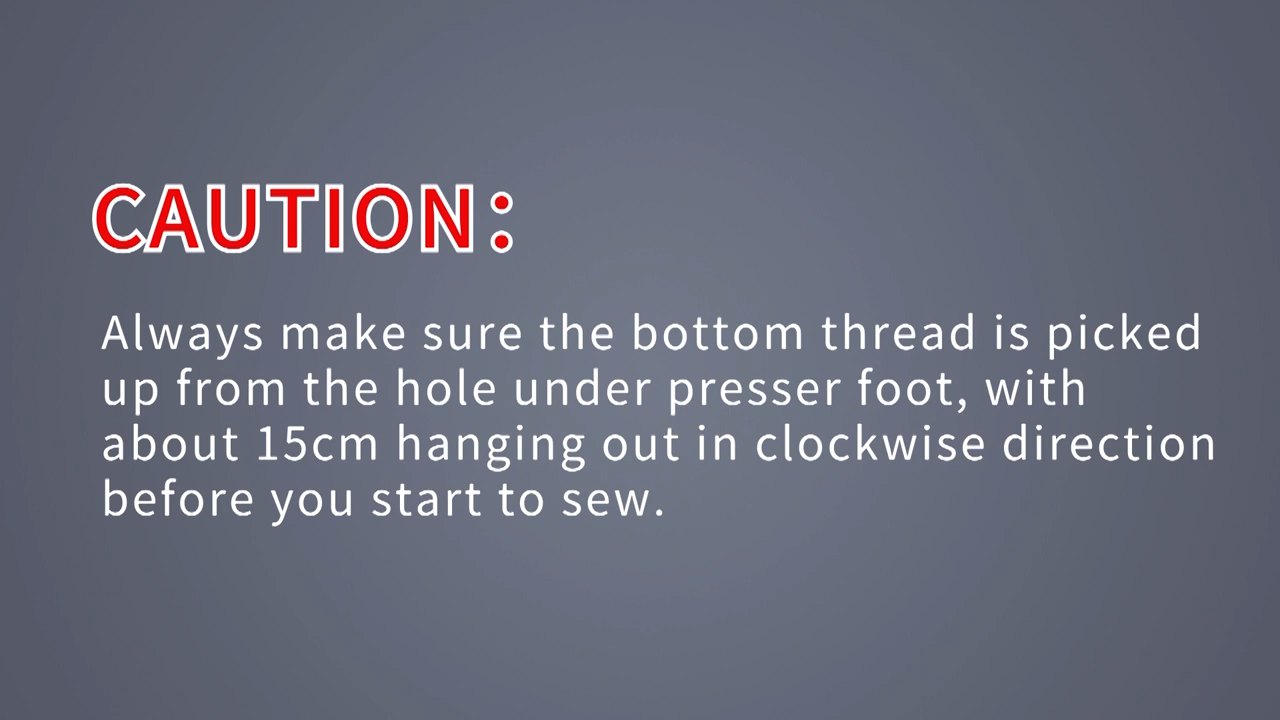 CAUTION:
Always make sure the bottom thread is picked
up from the hole under presser foot, with
about 15cm hanging out in clockwise direction
before you start to sew.